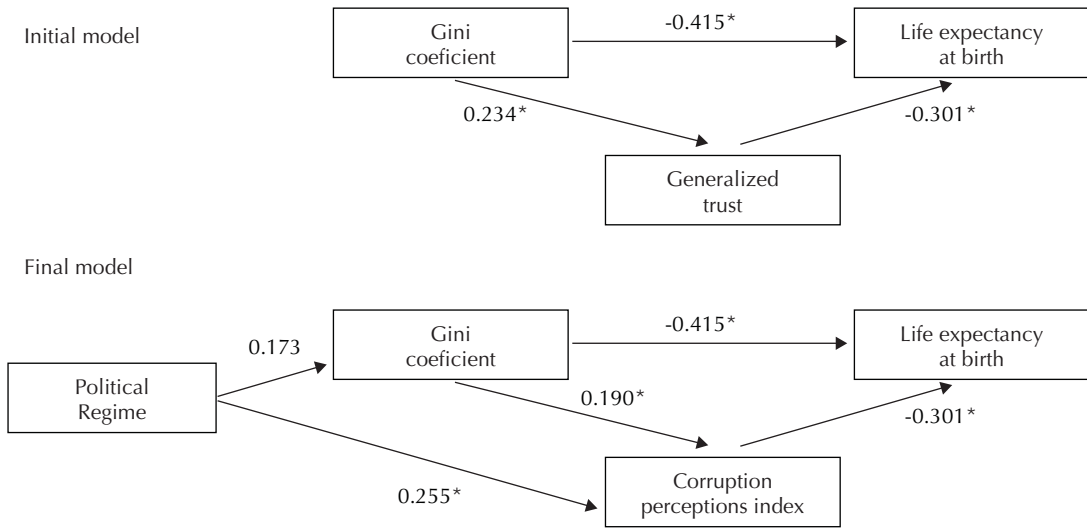 Initial model
Gini
coeficient
-0.415*
Life expectancy
at birth
0.234*
-0.301*
Generalized
trust
Final model
Gini
coeficient
-0.415*
Life expectancy
at birth
0.173
Political
Regime
0.190*
-0.301*
0.255*
Corruption
perceptions index